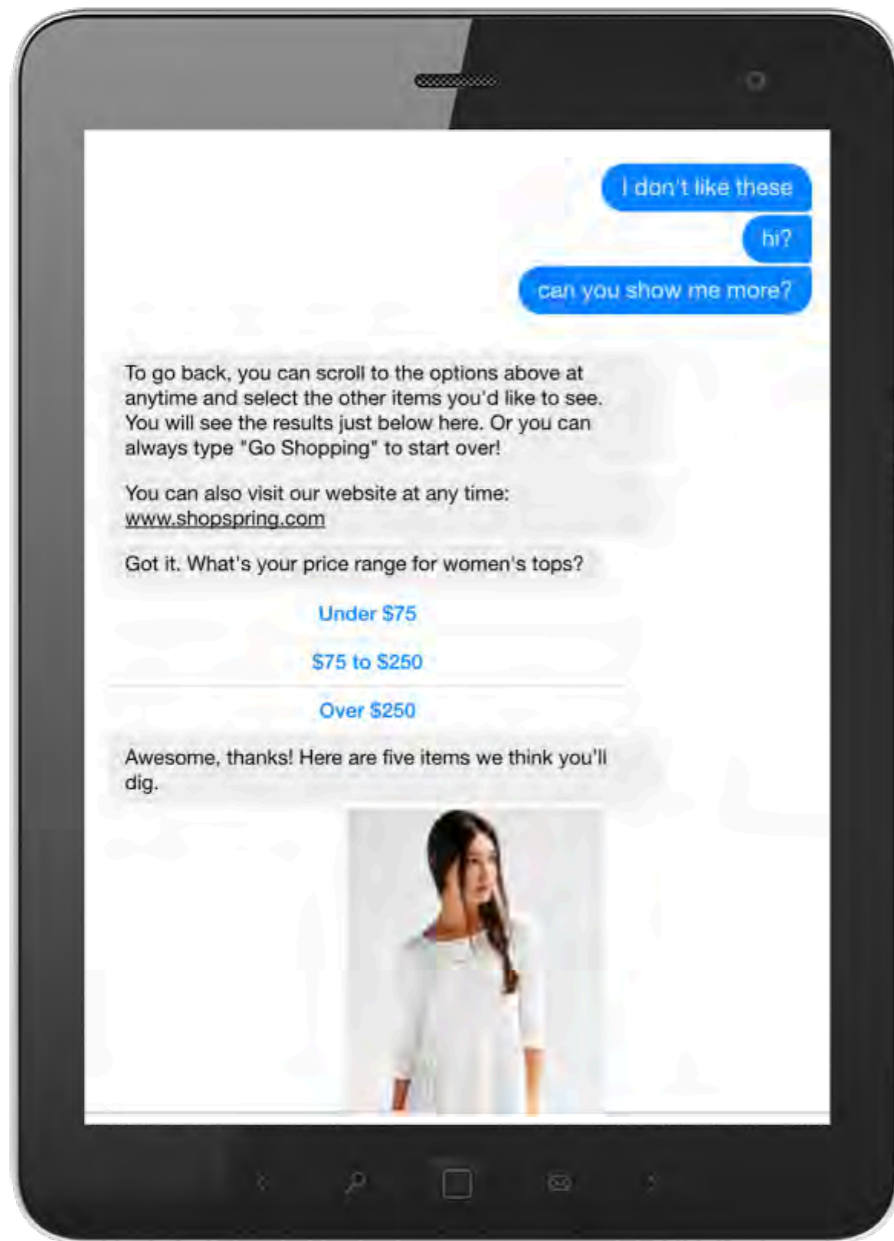 I don't like these
hi?
can you show me more?
To go back, you can scroll to the options above at
anytime and select the other items you'd like to see.
You will see the results just below here. Or you can
always type "Go Shopping" to start over!
You can also visit our website at any time:
www.shopspring.com
Got it. What's your price range for women's tops?
Under $75
$75 to $250
Over $250
Awesome, thanks! Here are five items we think you'll
dig.